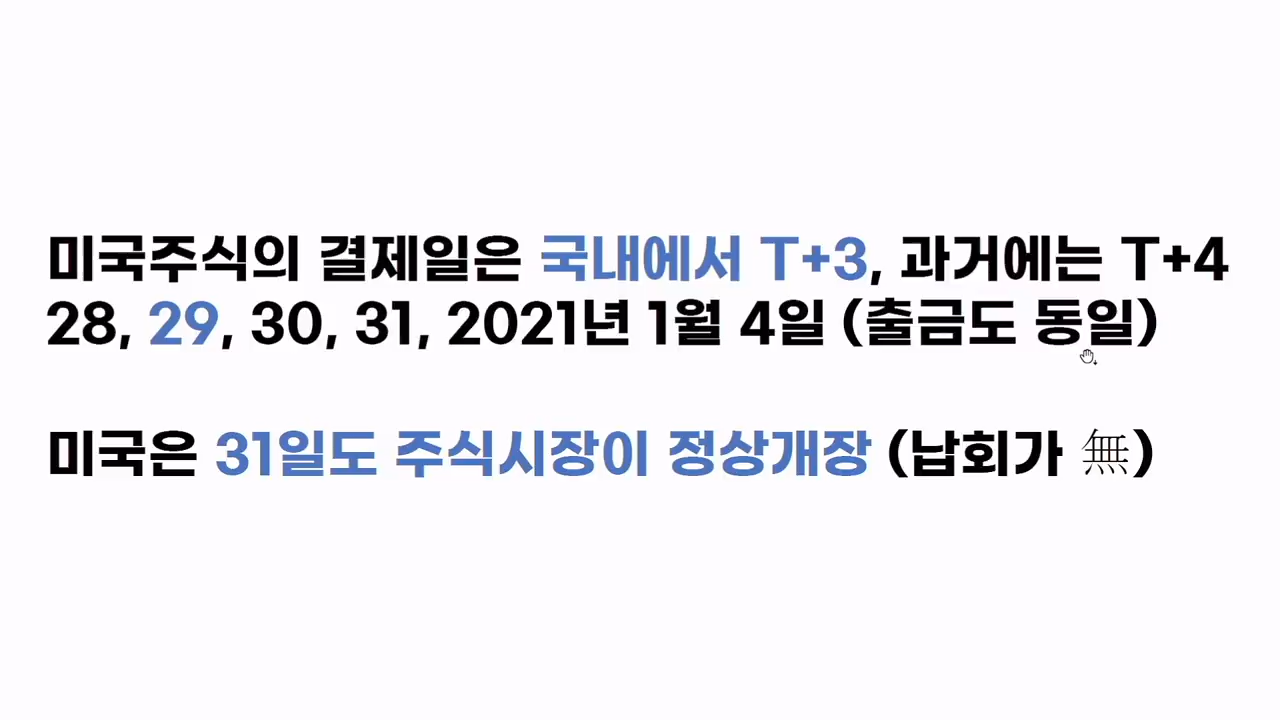 미국주식의 결제일은 국내에서 T+3, 과거에는 T+4
28, 29, 30, 31, 2021년 1월 4일 (출금도 동일)
미국은 31일도 주식시장이 정상개장 (납회가 無)